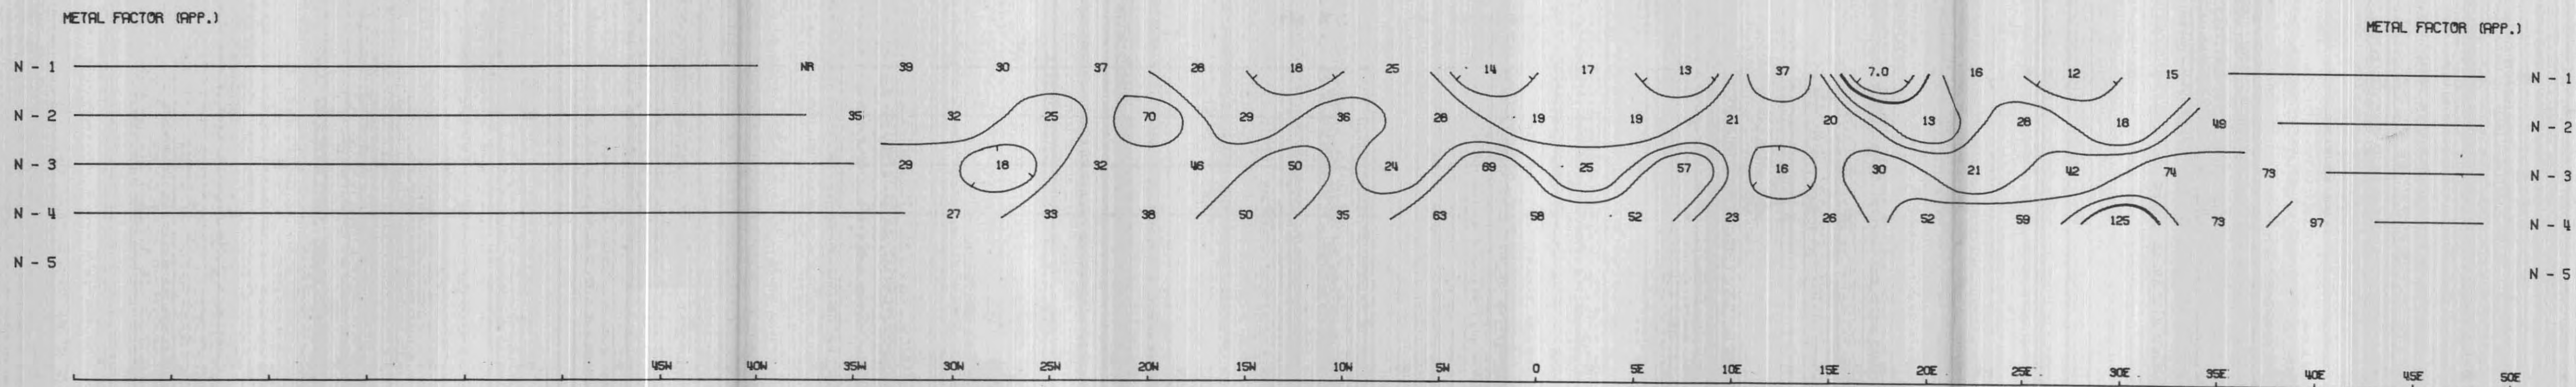 METAL FACTOR (APP.) METAL FACTOR (APP.)
N - 1 NR 39 30 37 28 18 25 14 17 13 37 7.0 16 12 15 N - 1
N - 2 35 32 25 70 29 36 28 19 19 21 20 13 28 18 49 N - 2
N - 3 29 18 32 46 50 24 69 25 57 16 30 21 42 74 73 N - 3
N - 4 27 33 38 50 35 63 58 52 23 26 52 59 125 73 97 N - 4
N - 5 N - 5
45W 40W 35W 30W 25W 20W 15W 10W 5W 0 5E 10E 15E 20E 25E 30E 35E 40E 45E 50E